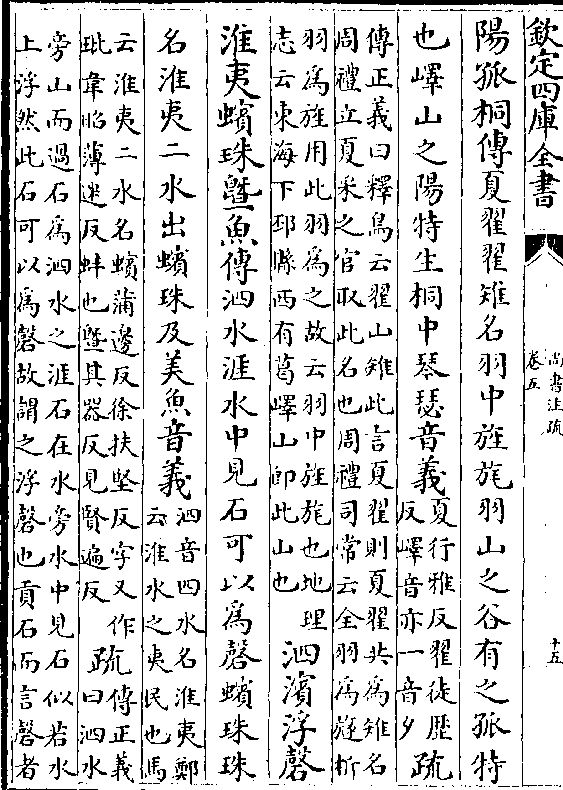 欽定四庫全書
尚書注疏
卷五
十五
陽孤桐傳夏翟翟雉名羽中旌旄羽山之谷有之孤特
也嶧山之陽特生桐中琴瑟音義
夏行雅反翟徒歴
反嶧音亦一音夕
疏
傳正義曰釋鳥云翟山雉此言夏翟則夏翟共為雉名
周禮立夏采之官取此名也周禮司常云全羽為旞析
羽為旌用此羽為之故云羽中旌旄也地理
志云東海下邳縣西有葛嶧山即此山也
泗濱浮磬
淮夷蠙珠暨魚傳泗水涯水中見石可以為磬蠙珠珠
名淮夷二水出蠙珠及美魚音義
泗音四水名淮夷鄭
云淮水之夷民也馬
云淮夷二水名蠙蒲邊反徐扶堅反字又作
玭韋昭薄迷反蚌也暨其器反見賢遍反
疏
傳正義
曰泗水
旁山而過石為泗水之涯石在水旁水中見石似若水
上浮然此石可以為磬故謂之浮磬也貢石而言磬者